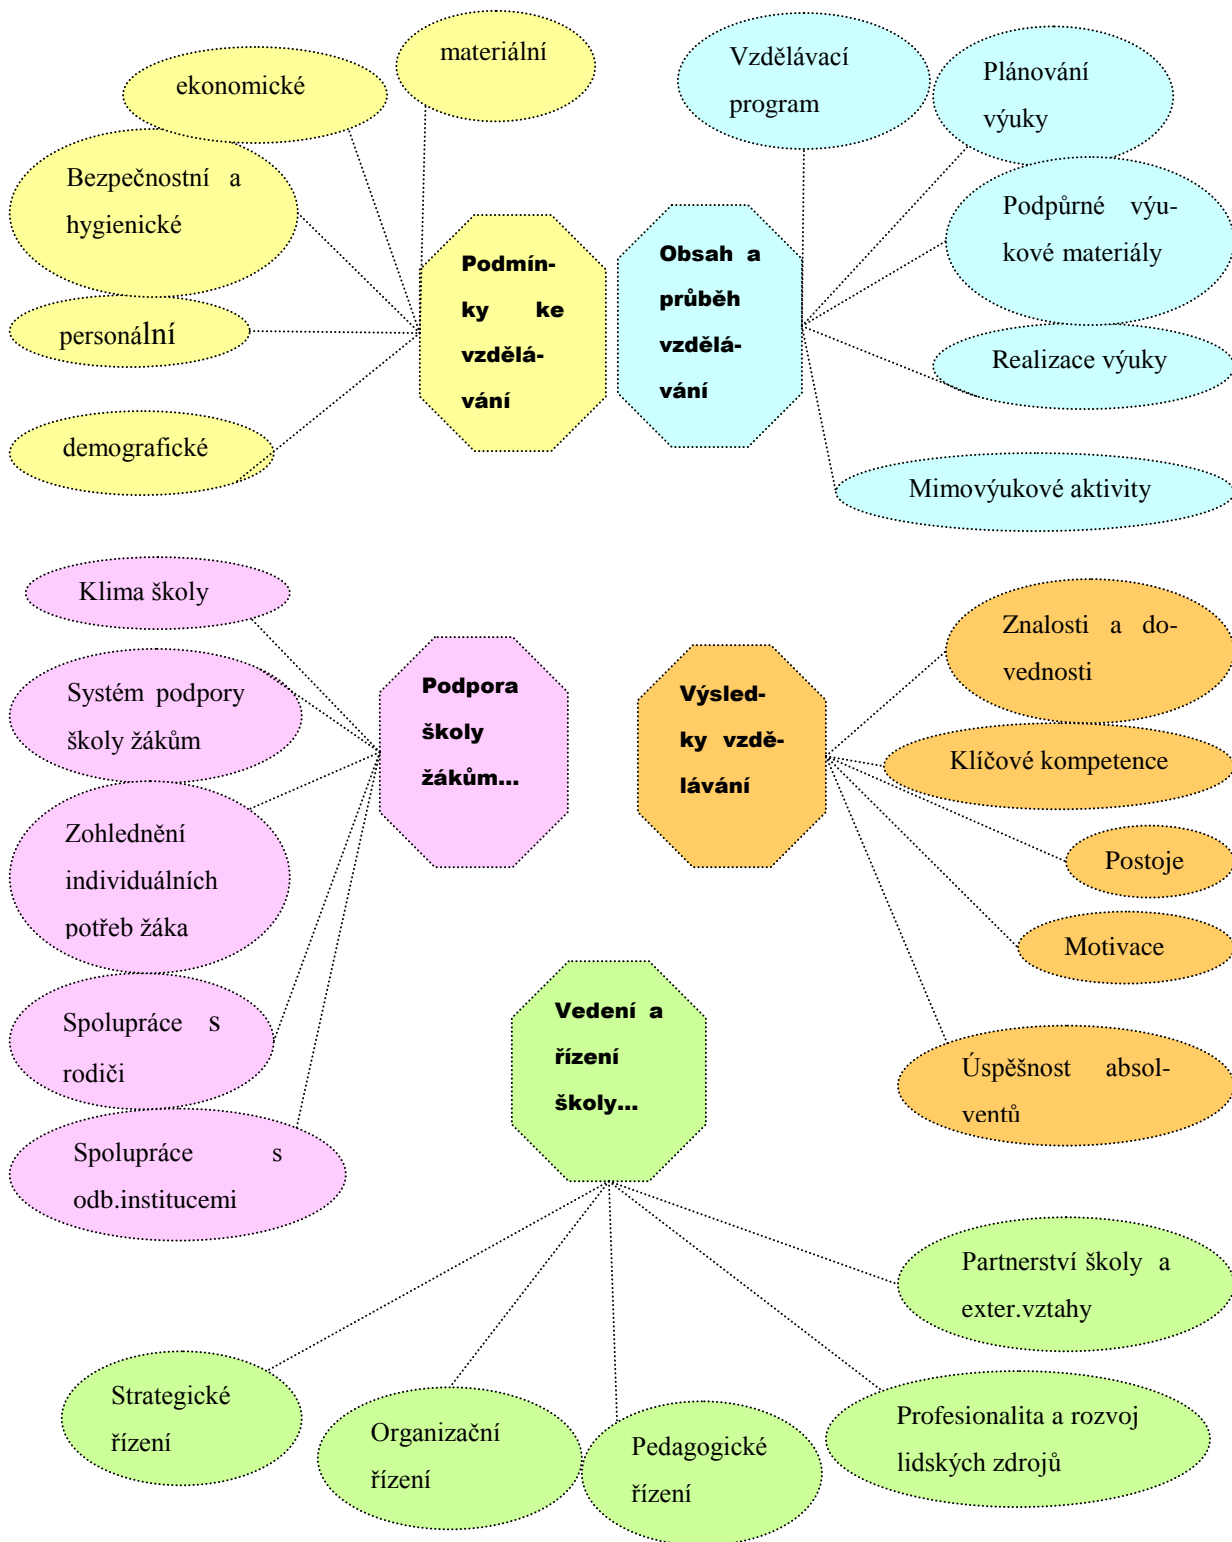 materiální
ekonomické
Bezpečnostní a
hygienické
personální
demografické
Podmín-
ky ke
vzdělá-
vání
Vzdělávací
program
Plánování
výuky
Podpůrné výu-
kové materiály
Realizace výuky
Mimovýukové aktivity
Obsah a
průběh
vzdělá-
vání
Klima školy
Systém podpory
školy žákům
Zohlednění
individuálních
potřeb žáka
Spolupráce s
rodiči
Spolupráce s
odb.institucemi
Podpora
školy
žákům...
Výsled-
ky vzdě-
lávání
Znalosti a do-
vednosti
Klíčové kompetence
Postoje
Motivace
Úspěšnost absol-
ventů
Vedení a
řízení
školy...
Strategické
řízení
Organizační
řízení
Pedagogické
řízení
Profesionalita a rozvoj
lidských zdrojů
Partnerství školy a
exter.vztahy